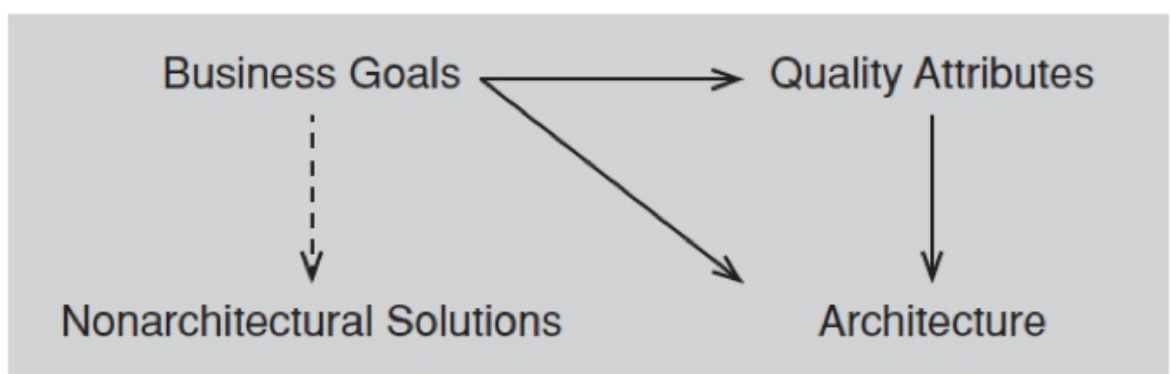 Business Goals
Quality Attributes
Nonarchitectural Solutions
Architecture